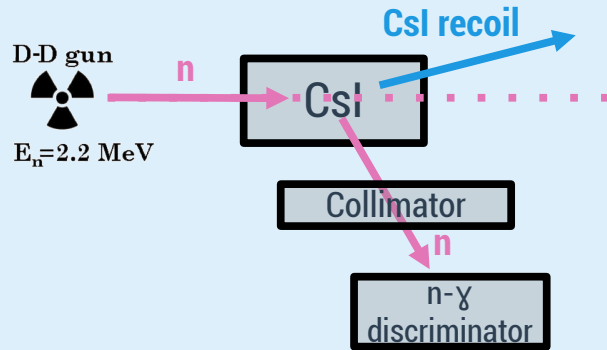 CsI recoil
D-D gun
n
CsI
Eₙ=2.2 MeV
Collimator
n
n-ɣ
discriminator